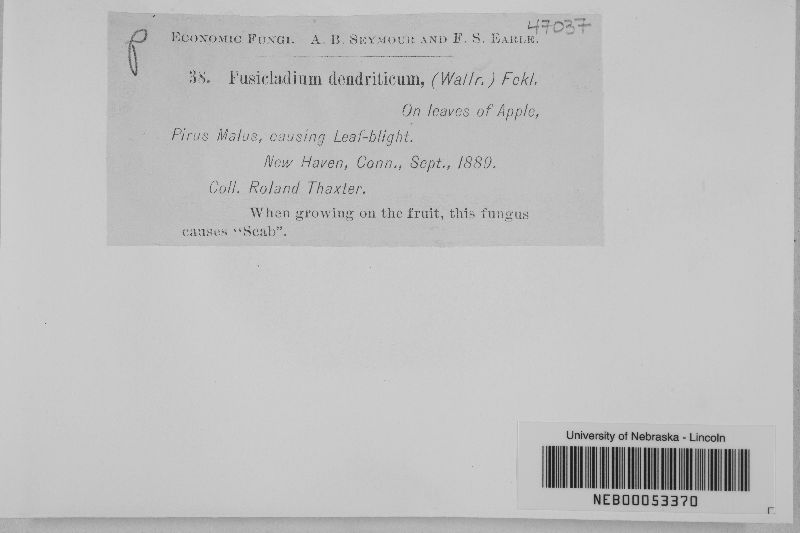 47037
ρ
ECONOMIC FUNGI. A. B. SEYMOUR AND F. S. EARLE.
38. Fusicladium dendriticum, (Wallr.) Fckl.
On leaves of Apple,
Pirus Malus, causing Leaf-blight.
New Haven, Conn., Sept., 1889.
Coll. Roland Thaxter.
When growing on the fruit, this fungus
causes "Scab".
University of Nebraska - Lincoln
NEB00053370